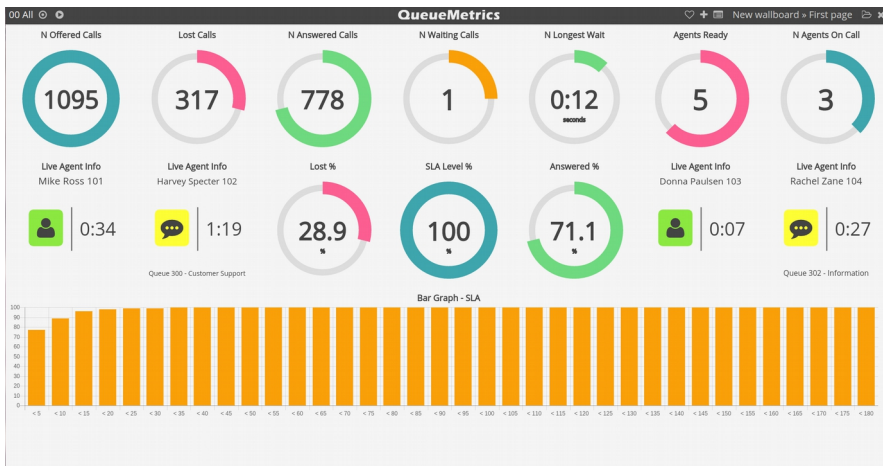 00 All
QueueMetrics
New wallboard » First page
N Offered Calls
Lost Calls
N Answered Calls
N Waiting Calls
N Longest Wait
Agents Ready
N Agents On Call
1095
317
778
1
0:12
seconds
5
3
Live Agent Info
Mike Ross 101
Live Agent Info
Harvey Specter 102
Lost %
SLA Level %
Answered %
Live Agent Info
Donna Paulsen 103
Live Agent Info
Rachel Zane 104
0:34
1:19
28.9
%
100
%
71.1
%
0:07
0:27
Queue 300 - Customer Support
Queue 302 - Information
Bar Graph - SLA
100
90
80
70
60
50
40
30
20
10
0
< 5 < 10 < 15 < 20 < 25 < 30 < 35 < 40 < 45 < 50 < 55 < 60 < 65 < 70 < 75 < 80 < 85 < 90 < 95 < 100 < 105 < 110 < 115 < 120 < 125 < 130 < 135 < 140 < 145 < 150 < 155 < 160 < 165 < 170 < 175 < 180